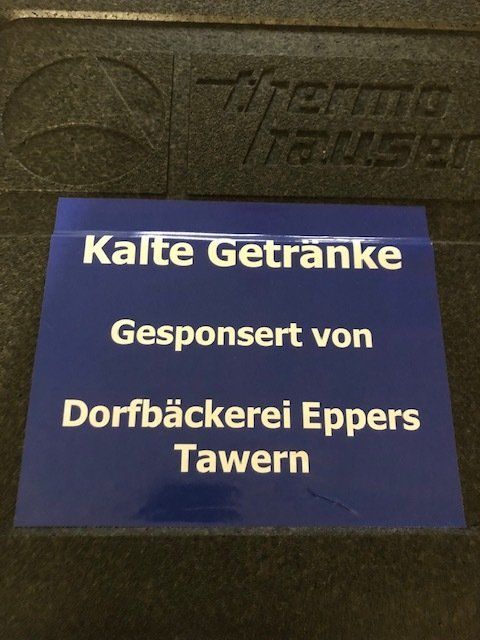 thermo
hauser
Kalte Getränke
Gesponsert von
Dorfbäckerei Eppers
Tawern